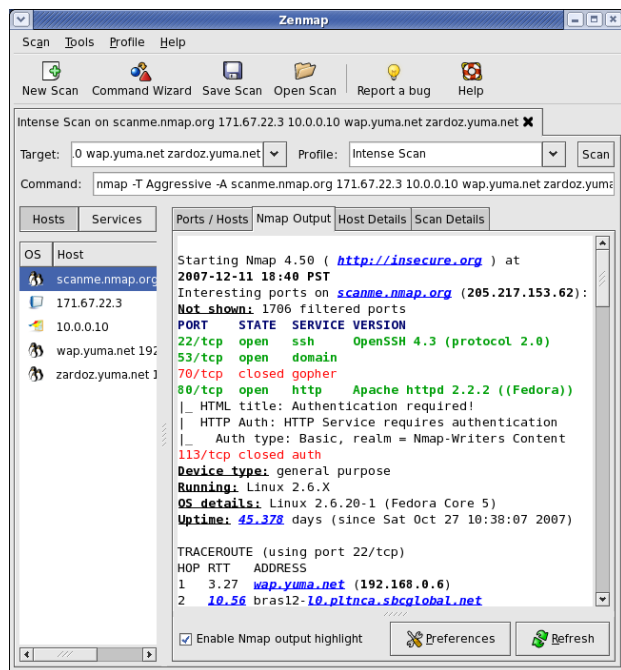 Zenmap
Scan Tools Profile Help
New Scan Command Wizard Save Scan Open Scan Report a bug Help
Intense Scan on scanme.nmap.org 171.67.22.3 10.0.0.10 wap.yuma.net zardoz.yuma.net
Target: .0 wap.yuma.net zardoz.yuma.net Profile: Intense Scan Scan
Command: nmap -T Aggressive -A scanme.nmap.org 171.67.22.3 10.0.0.10 wap.yuma.net zardoz.yuma
Hosts Services
OS Host
scanme.nmap.org
171.67.22.3
10.0.0.10
wap.yuma.net 192
zardoz.yuma.net 1
Ports / Hosts Nmap Output Host Details Scan Details
Starting Nmap 4.50 ( http://insecure.org ) at
2007-12-11 18:40 PST
Interesting ports on scanme.nmap.org (205.217.153.62):
Not shown: 1706 filtered ports
PORT STATE SERVICE VERSION
22/tcp open ssh OpenSSH 4.3 (protocol 2.0)
53/tcp open domain
70/tcp closed gopher
80/tcp open http Apache httpd 2.2.2 ((Fedora))
|_ HTML title: Authentication required!
| HTTP Auth: HTTP Service requires authentication
|_ Auth type: Basic, realm = Nmap-Writers Content
113/tcp closed auth
Device type: general purpose
Running: Linux 2.6.X
OS details: Linux 2.6.20-1 (Fedora Core 5)
Uptime: 45.378 days (since Sat Oct 27 10:38:07 2007)
TRACEROUTE (using port 22/tcp)
HOP RTT ADDRESS
1 3.27 wap.yuma.net (192.168.0.6)
2 10.56 bras12-l0.pltnca.sbcglobal.net
Enable Nmap output highlight Preferences Refresh